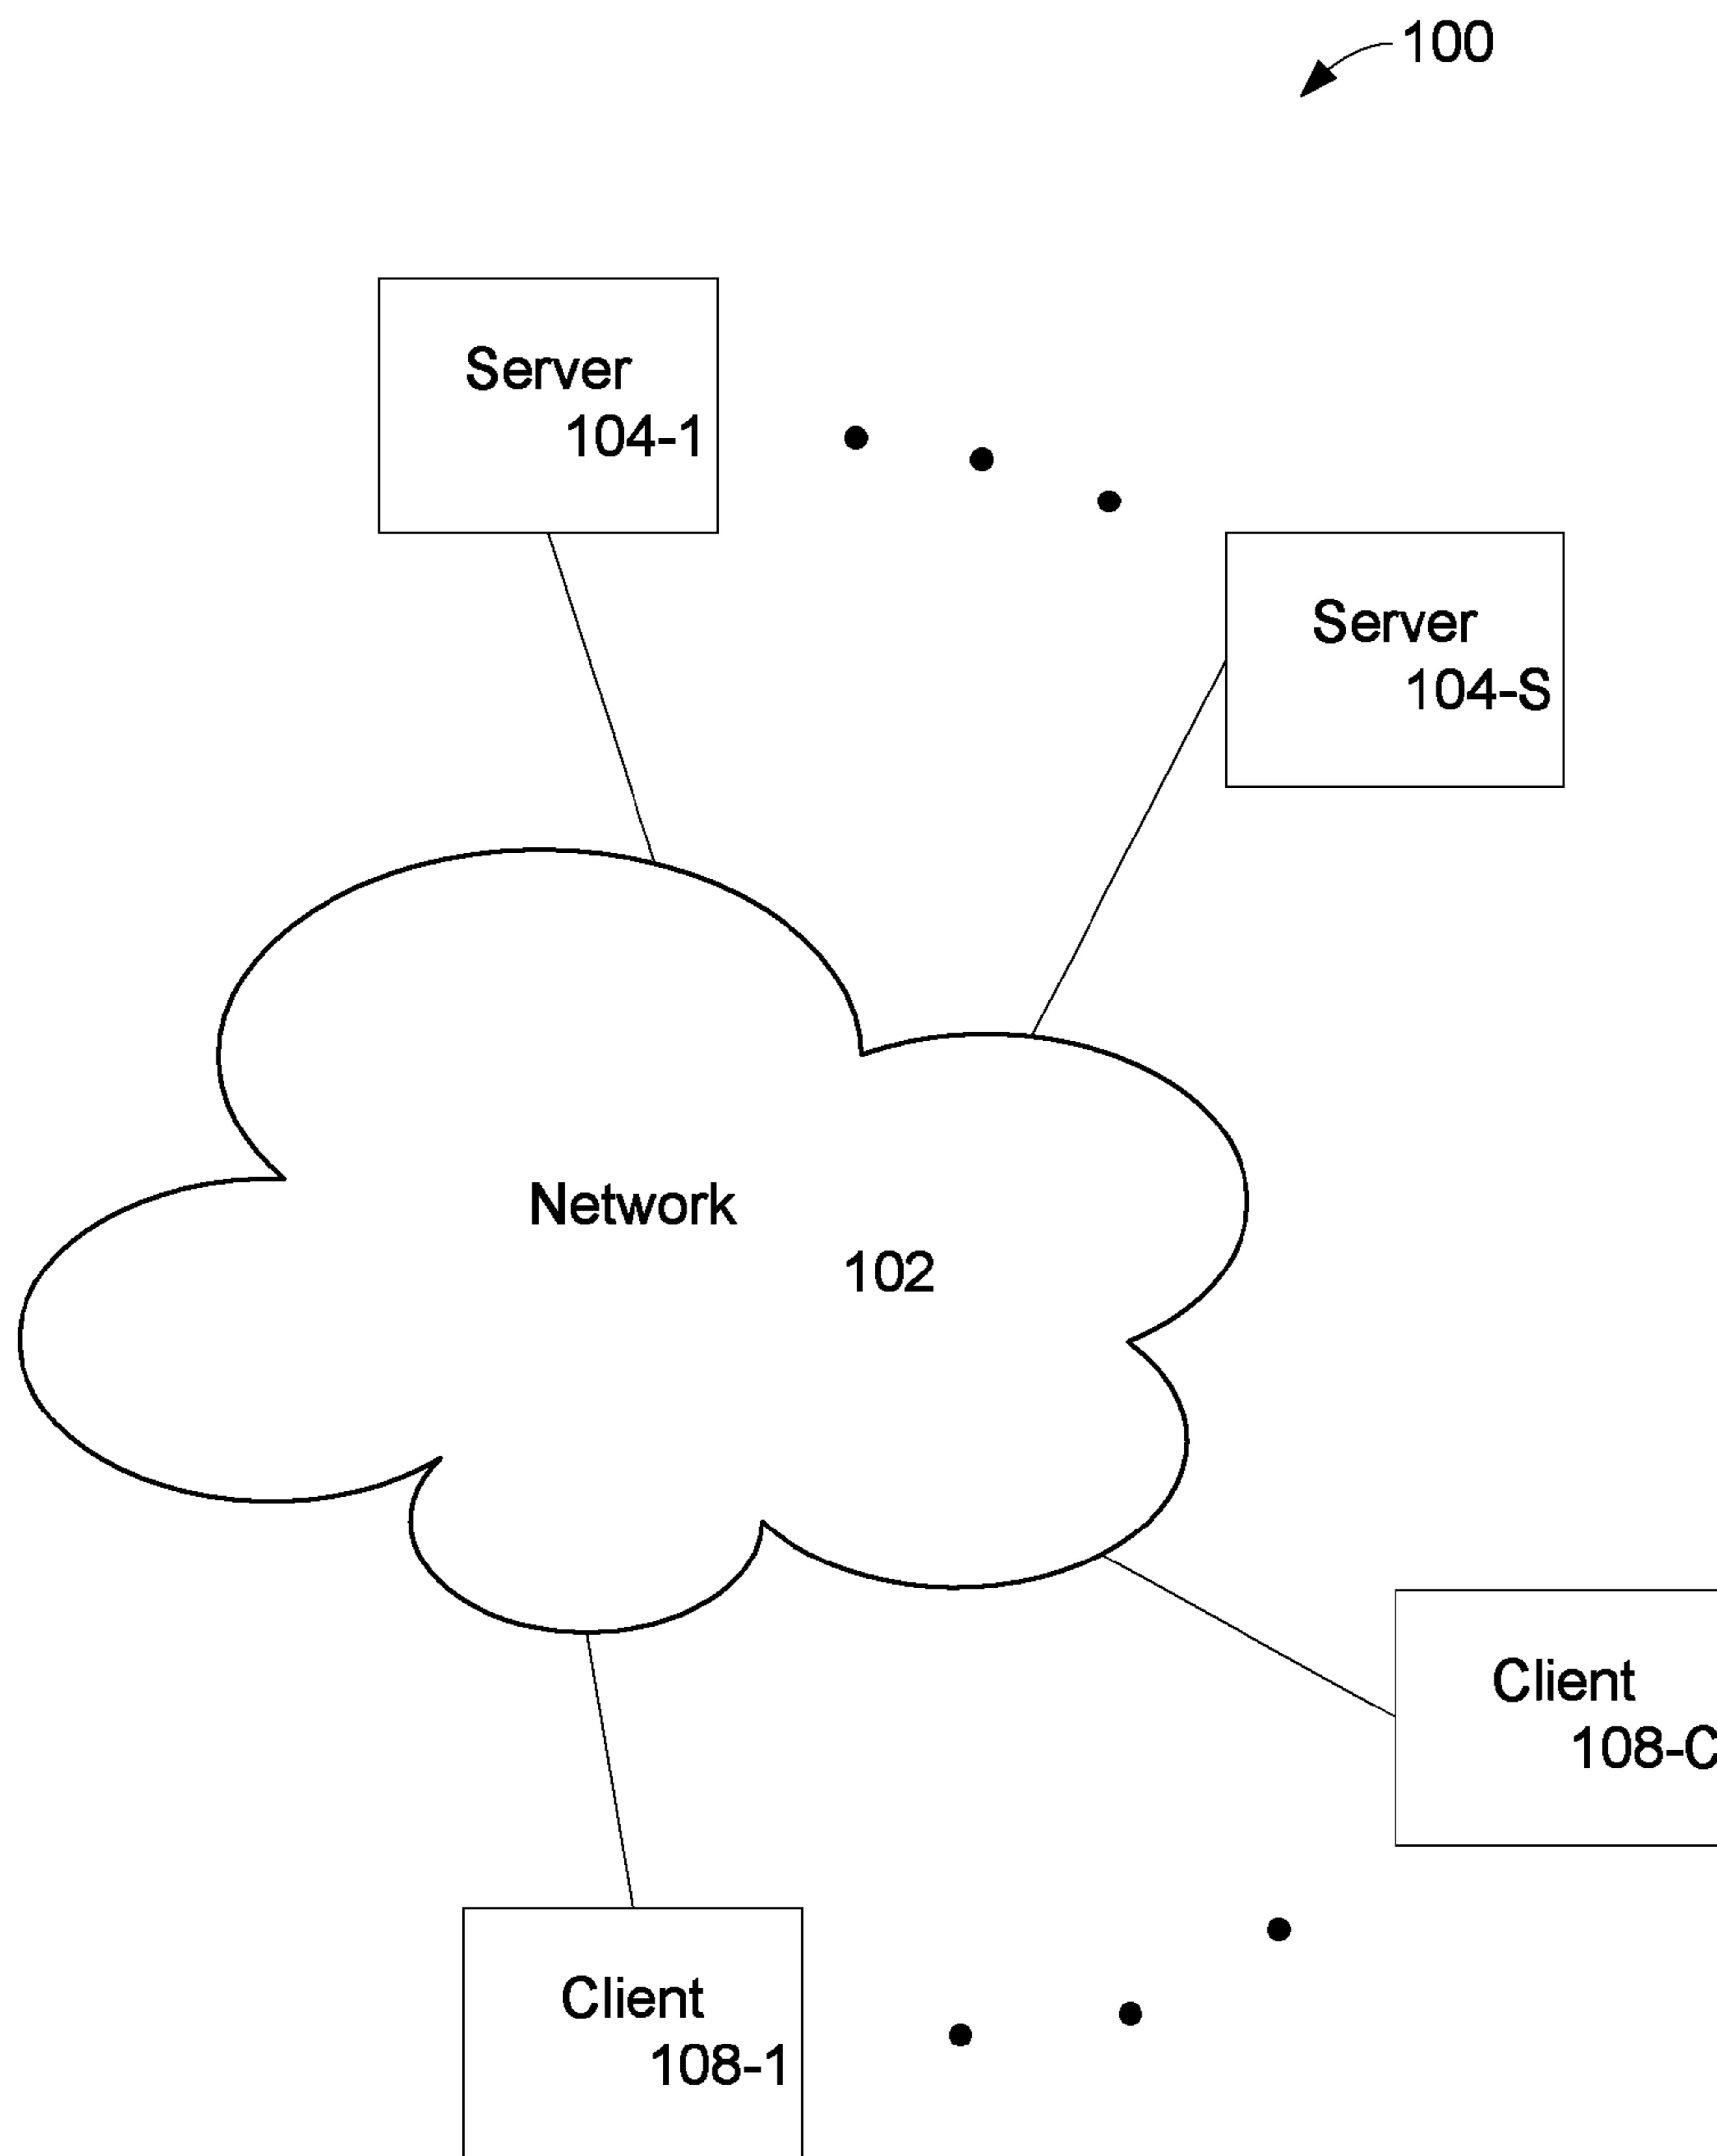 100
Server
104-1
Server
104-S
Network
102
Client
108-C
Client
108-1